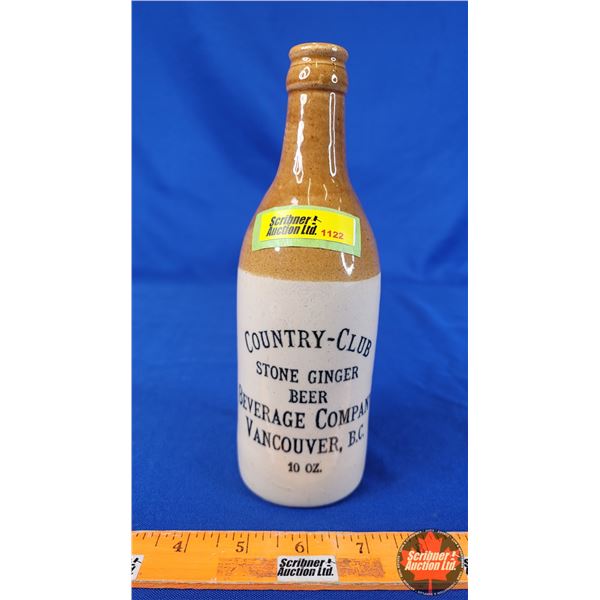 Scribner
Auction Ltd. 1122
COUNTRY-CLUB
STONE GINGER
BEER
BEVERAGE COMPANY
VANCOUVER, B.C.
10 OZ.
4 5 6 7
Scribner
Auction Ltd.
Scribner
Auction Ltd.